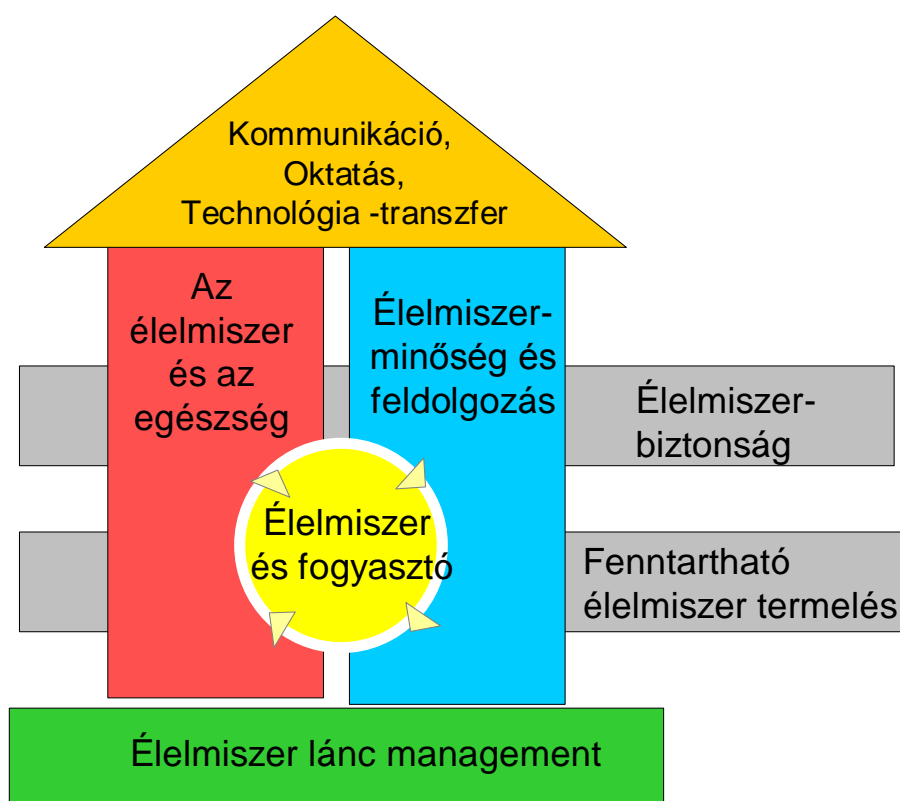 Kommunikáció,
Oktatás,
Technológia -transzfer
Az
élelmiszer
és az
egészség
Élelmiszer-
minőség és
feldolgozás
Élelmiszer-
biztonság
Élelmiszer
és fogyasztó
Fenntartható
élelmiszer termelés
Élelmiszer lánc management